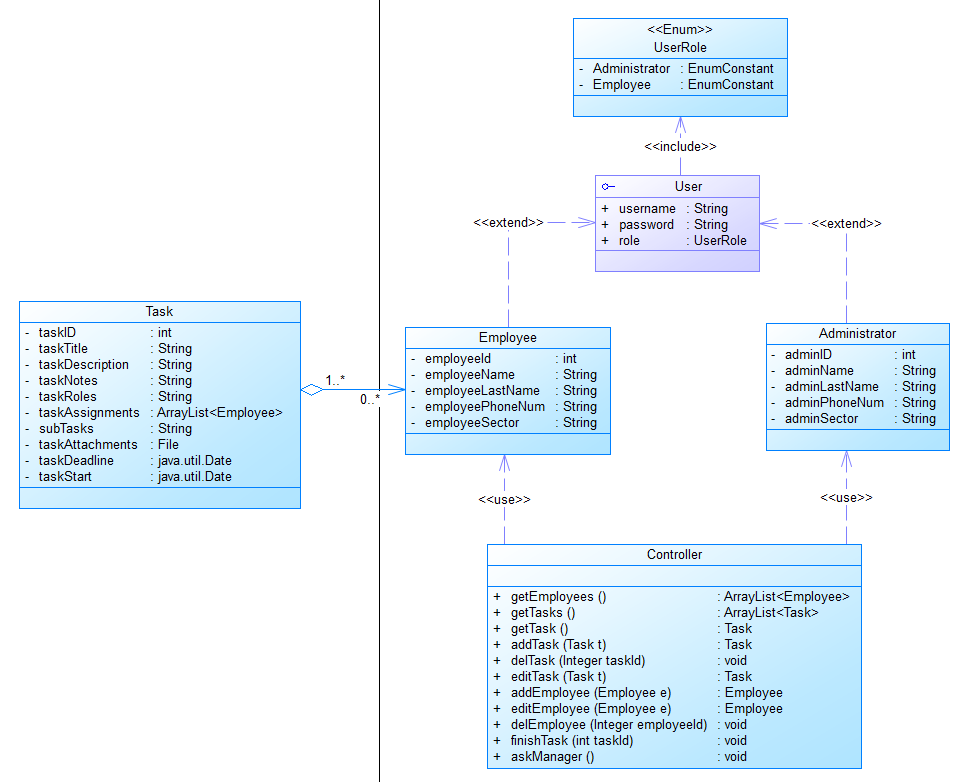 <<Enum>>
UserRole
- Administrator : EnumConstant
- Employee : EnumConstant
<<include>>
User
+ username : String
+ password : String
+ role : UserRole
<<extend>>
<<extend>>
Task
- taskID : int
- taskTitle : String
- taskDescription : String
- taskNotes : String
- taskRoles : String
- taskAssignments : ArrayList<Employee>
- subTasks : String
- taskAttachments : File
- taskDeadline : java.util.Date
- taskStart : java.util.Date
1..*
0..*
Employee
- employeeId : int
- employeeName : String
- employeeLastName : String
- employeePhoneNum : String
- employeeSector : String
Administrator
- adminID : int
- adminName : String
- adminLastName : String
- adminPhoneNum : String
- adminSector : String
<<use>>
<<use>>
Controller
+ getEmployees () : ArrayList<Employee>
+ getTasks () : ArrayList<Task>
+ getTask () : Task
+ addTask (Task t) : Task
+ delTask (Integer taskId) : void
+ editTask (Task t) : Task
+ addEmployee (Employee e) : Employee
+ editEmployee (Employee e) : Employee
+ delEmployee (Integer employeeId) : void
+ finishTask (int taskId) : void
+ askManager () : void